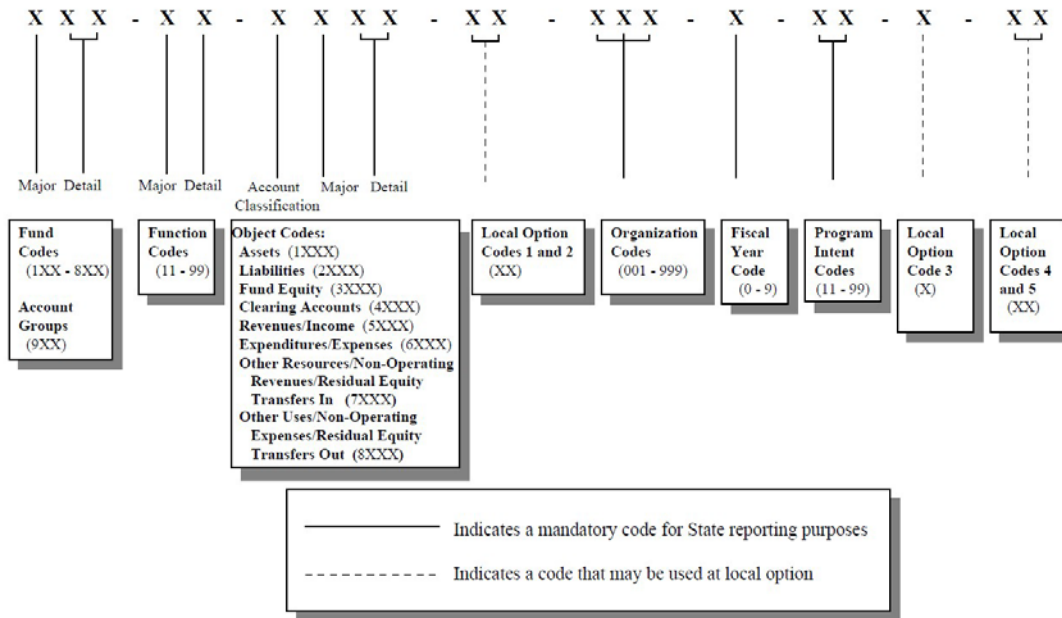 X X X - X X - X X X X - X X - X X X - X - X X - X - X X
Major Detail Major Detail Account Classification Major Detail
Fund
Codes
(1XX - 8XX)
Account
Groups
(9XX)
Function
Codes
(11 - 99)
Object Codes:
Assets (1XXX)
Liabilities (2XXX)
Fund Equity (3XXX)
Clearing Accounts (4XXX)
Revenues/Income (5XXX)
Expenditures/Expenses (6XXX)
Other Resources/Non-Operating
Revenues/Residual Equity
Transfers In (7XXX)
Other Uses/Non-Operating
Expenses/Residual Equity
Transfers Out (8XXX)
Local Option
Codes 1 and 2
(XX)
Organization
Codes
(001 - 999)
Fiscal
Year
Code
(0 - 9)
Program
Intent
Codes
(11 - 99)
Local
Option
Code 3
(X)
Local
Option
Codes 4
and 5
(XX)
Indicates a mandatory code for State reporting purposes
Indicates a code that may be used at local option